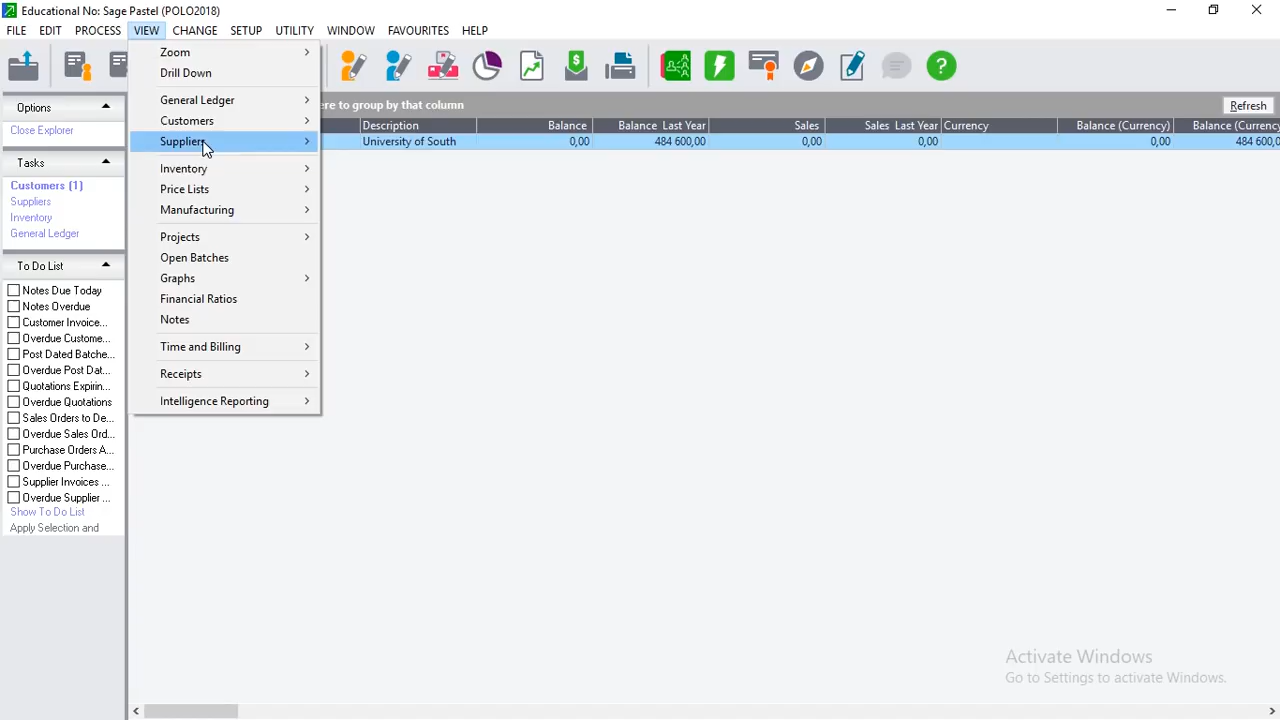 Educational No: Sage Pastel (POLO2018)
FILE EDIT PROCESS VIEW CHANGE SETUP UTILITY WINDOW FAVOURITES HELP
Options
Close Explorer
Tasks
Customers (1)
Suppliers
Inventory
General Ledger
To Do List
Notes Due Today
Notes Overdue
Customer Invoice...
Overdue Custome...
Post Dated Batche...
Overdue Post Dat...
Quotations Expirin...
Overdue Quotations
Sales Orders to De...
Overdue Sales Ord...
Purchase Orders A...
Overdue Purchase...
Supplier Invoices ...
Overdue Supplier ...
Show To Do List
Apply Selection and
Zoom
Drill Down
General Ledger
Customers
Suppliers
Inventory
Price Lists
Manufacturing
Projects
Open Batches
Graphs
Financial Ratios
Notes
Time and Billing
Receipts
Intelligence Reporting
ere to group by that column
Refresh
Description Balance Balance Last Year Sales Sales Last Year Currency Balance (Currency) Balance (Currency
University of South 0,00 484 600,00 0,00 0,00 0,00 484 600,0
Activate Windows
Go to Settings to activate Windows.